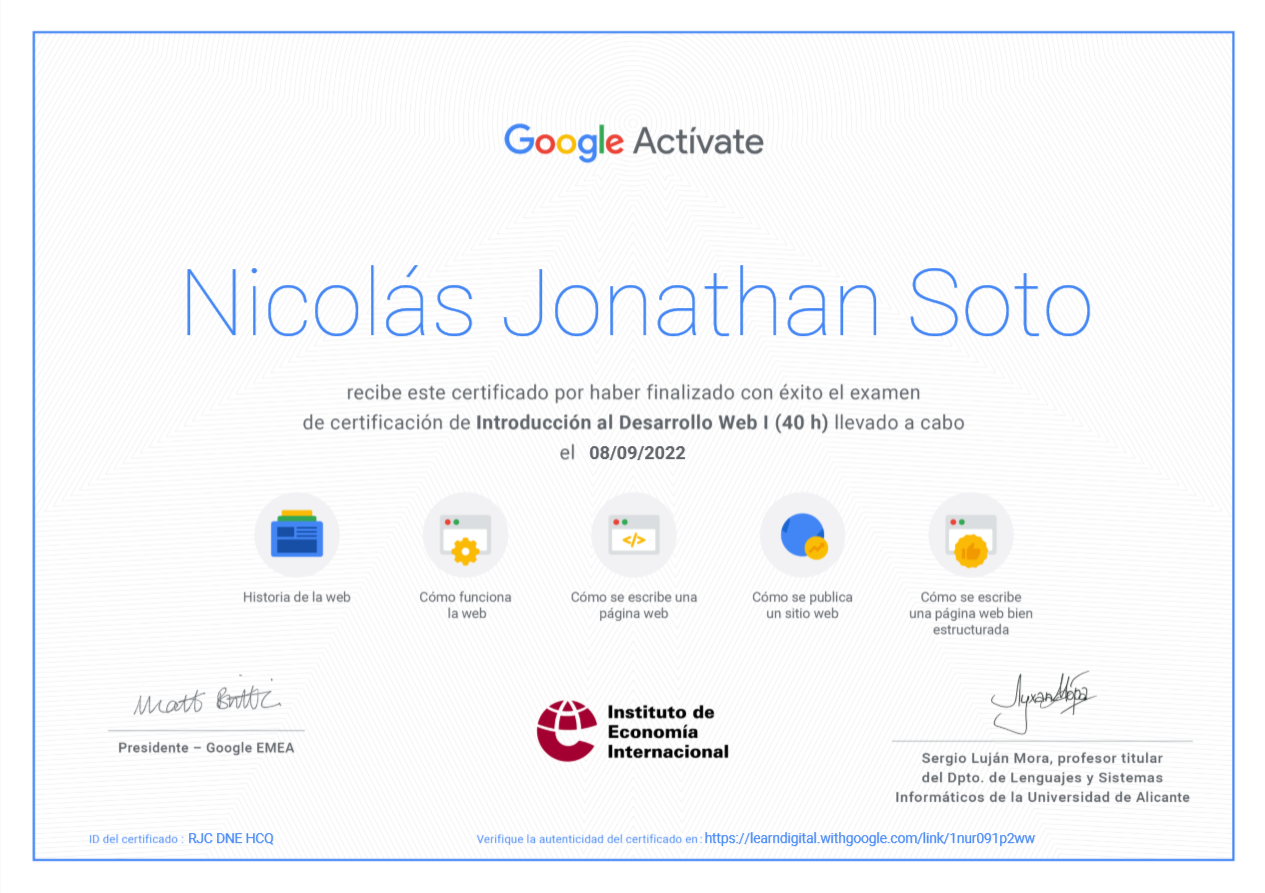 Google Actívate
Nicolás Jonathan Soto
recibe este certificado por haber finalizado con éxito el examen
de certificación de Introducción al Desarrollo Web I (40 h) llevado a cabo
el 08/09/2022
</>
Historia de la web
Cómo funciona
la web
Cómo se escribe una
página web
Cómo se publica
un sitio web
Cómo se escribe
una página web bien
estructurada
Matt
Presidente – Google EMEA
Instituto de
Economía
Internacional
Sergio Luján Mora, profesor titular
del Dpto. de Lenguajes y Sistemas
Informáticos de la Universidad de Alicante
ID del certificado : RJC DNE HCQ
Verifique la autenticidad del certificado en: https://learndigital.withgoogle.com/link/1nur091p2ww